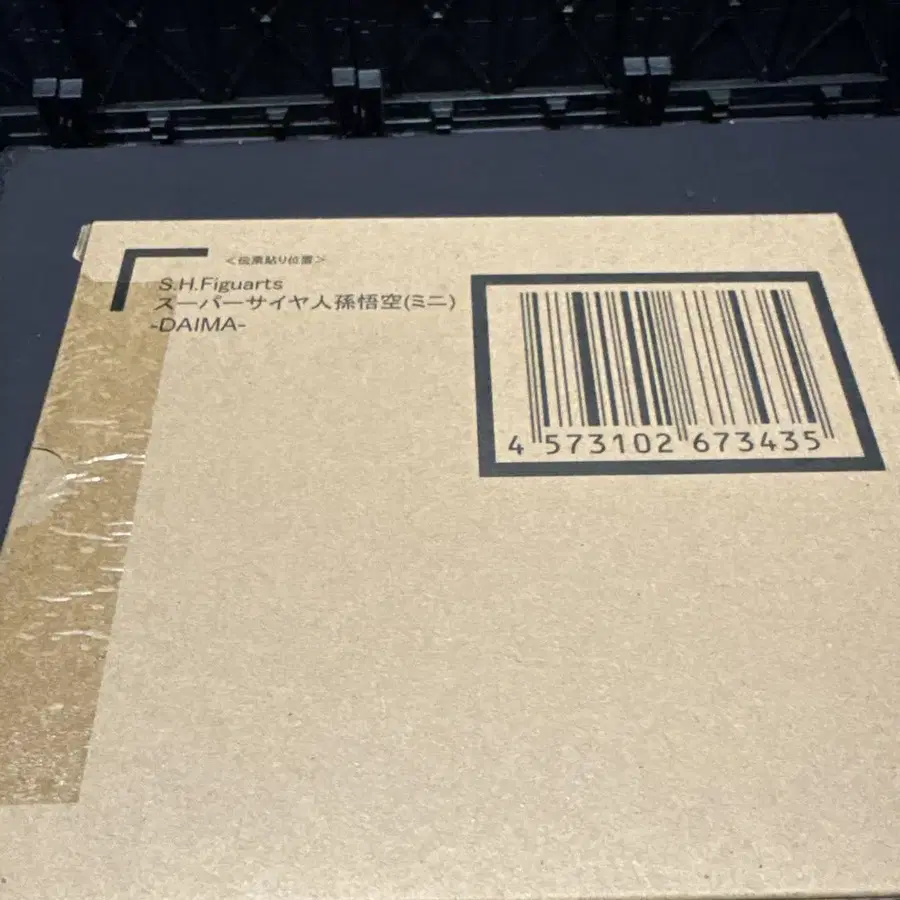 <伝票貼り位置>
S.H.Figuarts
スーパーサイヤ人孫悟空(ミニ)
-DAIMA-
4 573102 673435